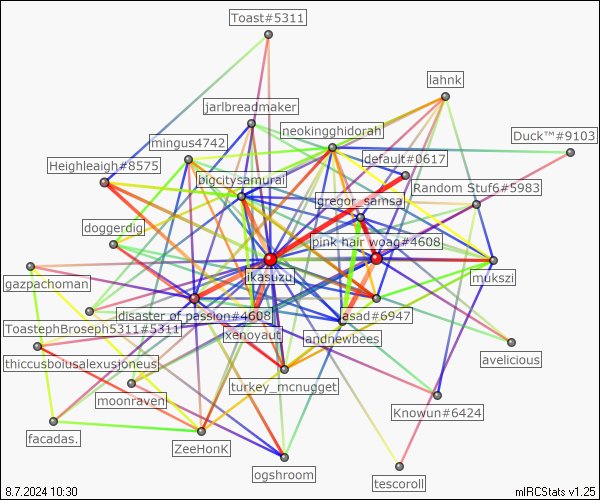 Toast#5311
lahnk
jarlbreadmaker
neokingghidorah
Duck™#9103
mingus4742
default#0617
Heighleaigh#8575
bigcitysamurai
Random Stuf6#5983
gregor_samsa_
doggerdig
pink hair woag#4608
ikasuzu
mukszi
gazpachoman
disaster of passion#4608
asad#6947
ToastephBroseph5311#5311
xenoyaut
andnewbees
avelicious
thiccusboiusalexusjoneus
turkey_mcnugget
moonraven
Knowun#6424
facadas.
ZeeHonK
ogshroom
tescoroll
8.7.2024 10:30
mIRCStats v1.25